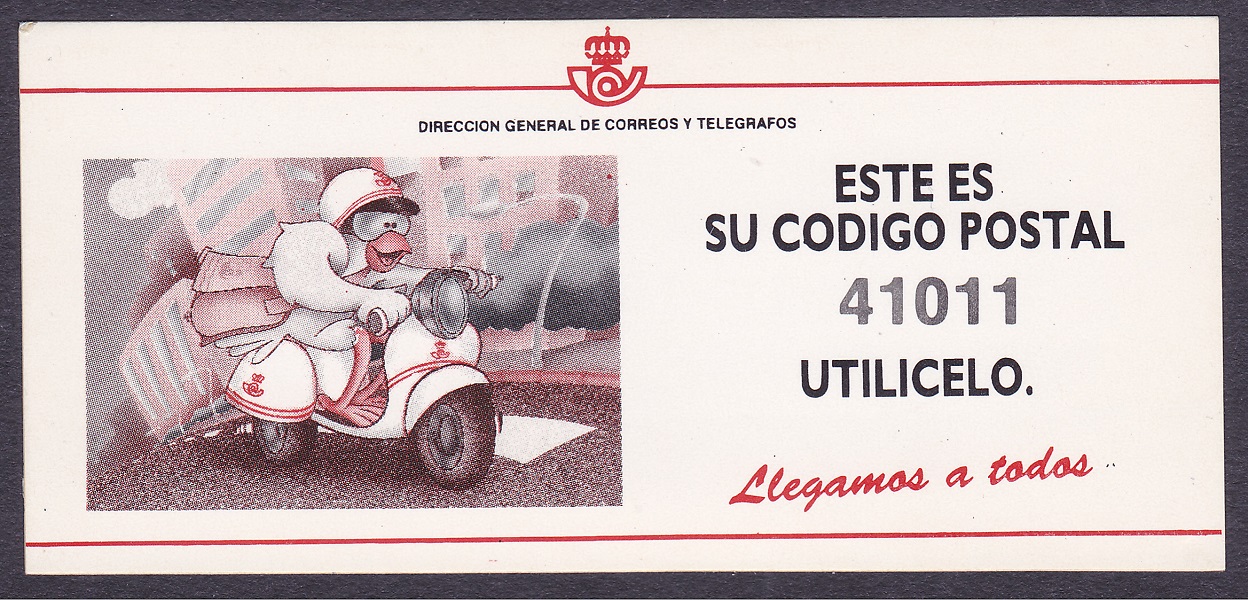 DIRECCION GENERAL DE CORREOS Y TELEGRAFOS
ESTE ES
SU CODIGO POSTAL
41011
UTILICELO.
Llegamos a todos